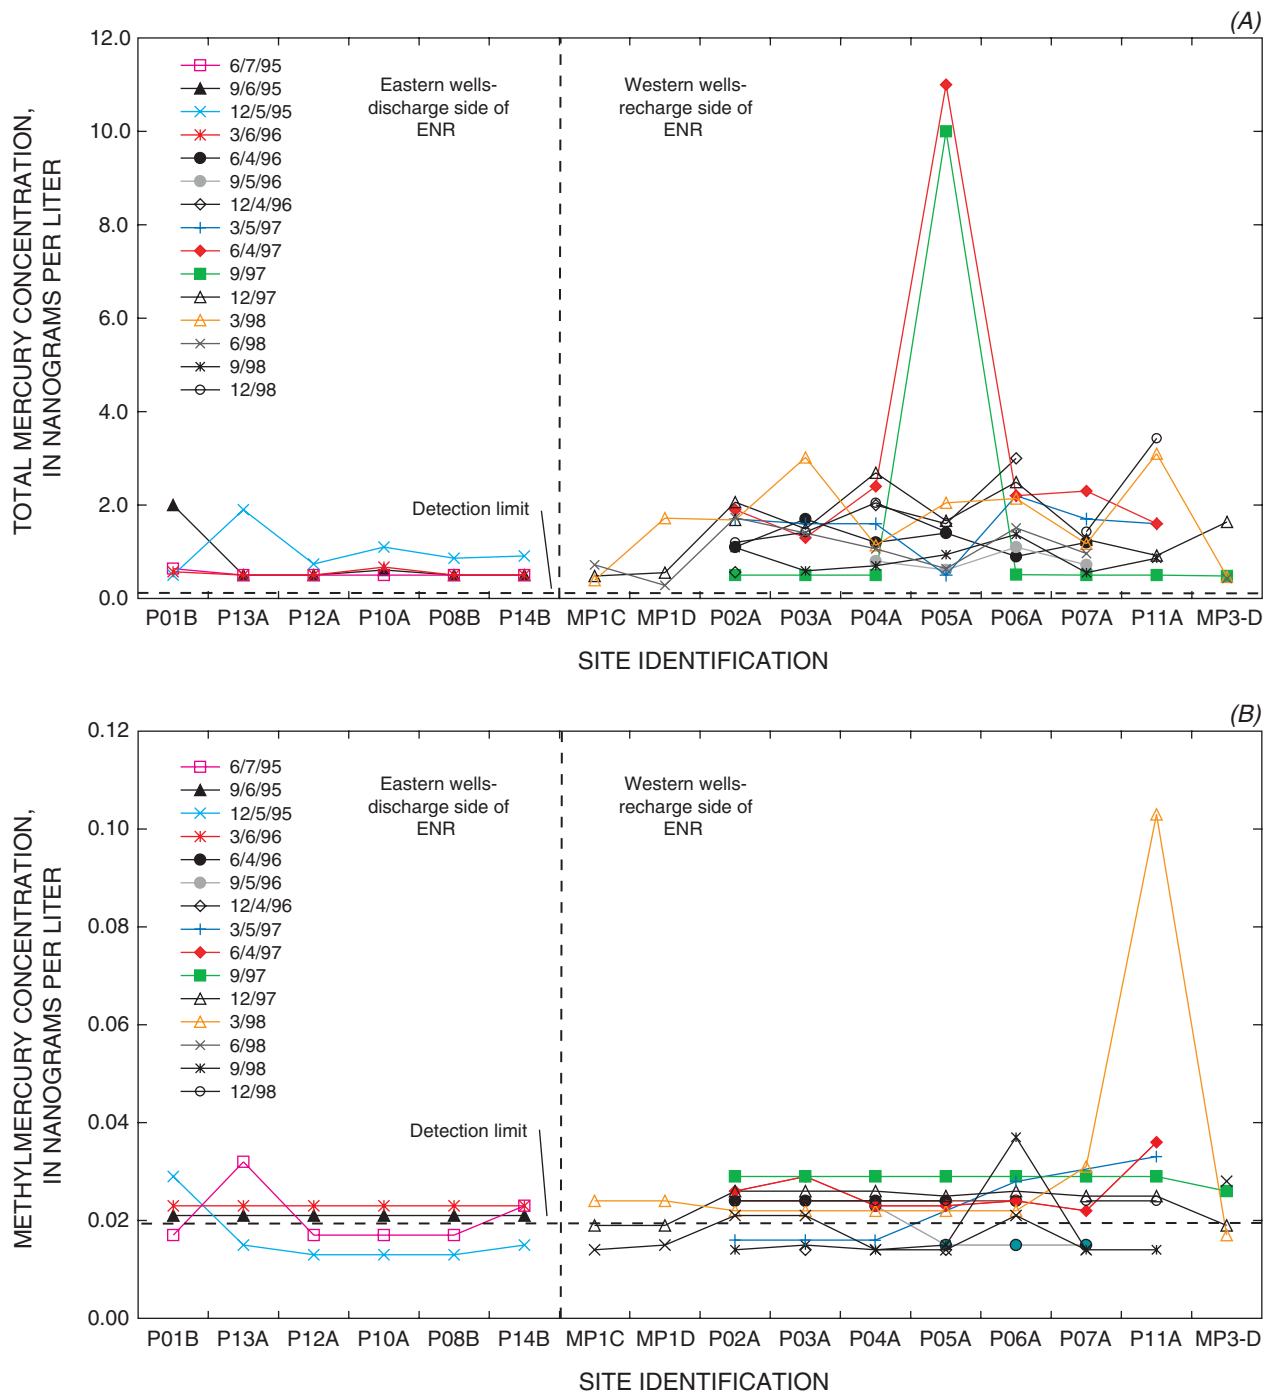 (A)
TOTAL MERCURY CONCENTRATION,
IN NANOGRAMS PER LITER
12.0
10.0
8.0
6.0
4.0
2.0
0.0
6/7/95
9/6/95
12/5/95
3/6/96
6/4/96
9/5/96
12/4/96
3/5/97
6/4/97
9/97
12/97
3/98
6/98
9/98
12/98
Eastern wells-
discharge side of
ENR
Western wells-
recharge side of
ENR
Detection limit
P01B P13A P12A P10A P08B P14B MP1C MP1D P02A P03A P04A P05A P06A P07A P11A MP3-D
SITE IDENTIFICATION
(B)
METHYLMERCURY CONCENTRATION,
IN NANOGRAMS PER LITER
0.12
0.10
0.08
0.06
0.04
0.02
0.00
6/7/95
9/6/95
12/5/95
3/6/96
6/4/96
9/5/96
12/4/96
3/5/97
6/4/97
9/97
12/97
3/98
6/98
9/98
12/98
Eastern wells-
discharge side of
ENR
Western wells-
recharge side of
ENR
Detection limit
P01B P13A P12A P10A P08B P14B MP1C MP1D P02A P03A P04A P05A P06A P07A P11A MP3-D
SITE IDENTIFICATION